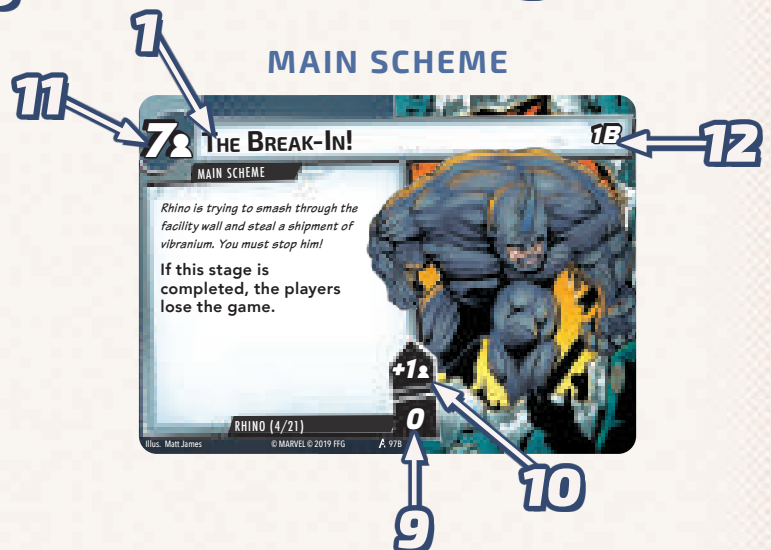 MAIN SCHEME
1
11
7
THE BREAK-IN!
1B
12
MAIN SCHEME
Rhino is trying to smash through the
facility wall and steal a shipment of
vibranium. You must stop him!
If this stage is
completed, the players
lose the game.
+1
0
RHINO (4/21)
Illus. Matt James
© MARVEL © 2019 FFG
97B
10
9